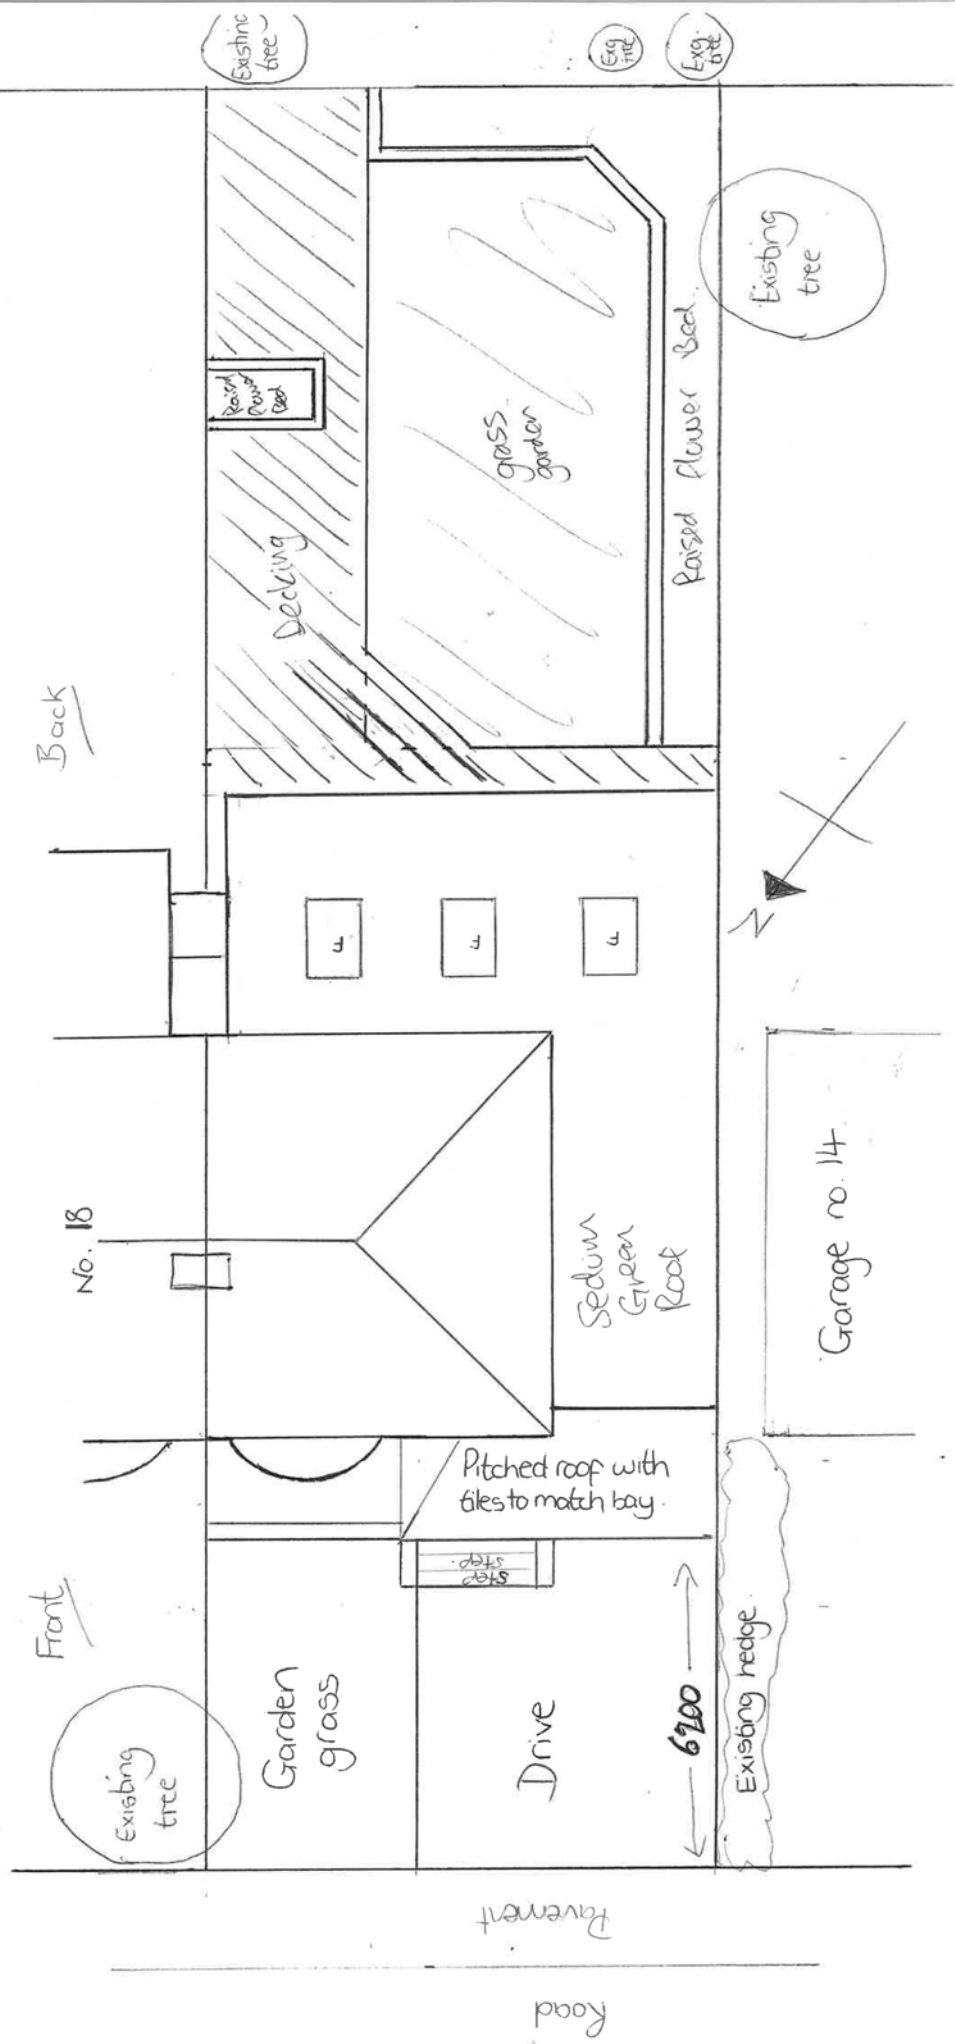 Existing
tree
Exg
tree
Exg.
tree
Existing
tree
Raised
flower
Bed
grass
garden
Raised flower Bed.
Decking
Back
F
F
F
N
No. 18
Sedum
Green
Roof
Garage no. 14
Pitched roof with
tiles to match bay.
step.
step
Front
Garden
grass
Drive
Existing hedge.
Existing
tree
Pavement
Road